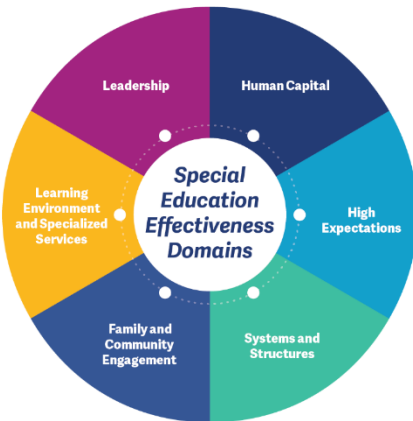 Leadership
Human Capital
Special
Education
Effectiveness
Domains
Learning
Environment
and Specialized
Services
High
Expectations
Family and
Community
Engagement
Systems and
Structures